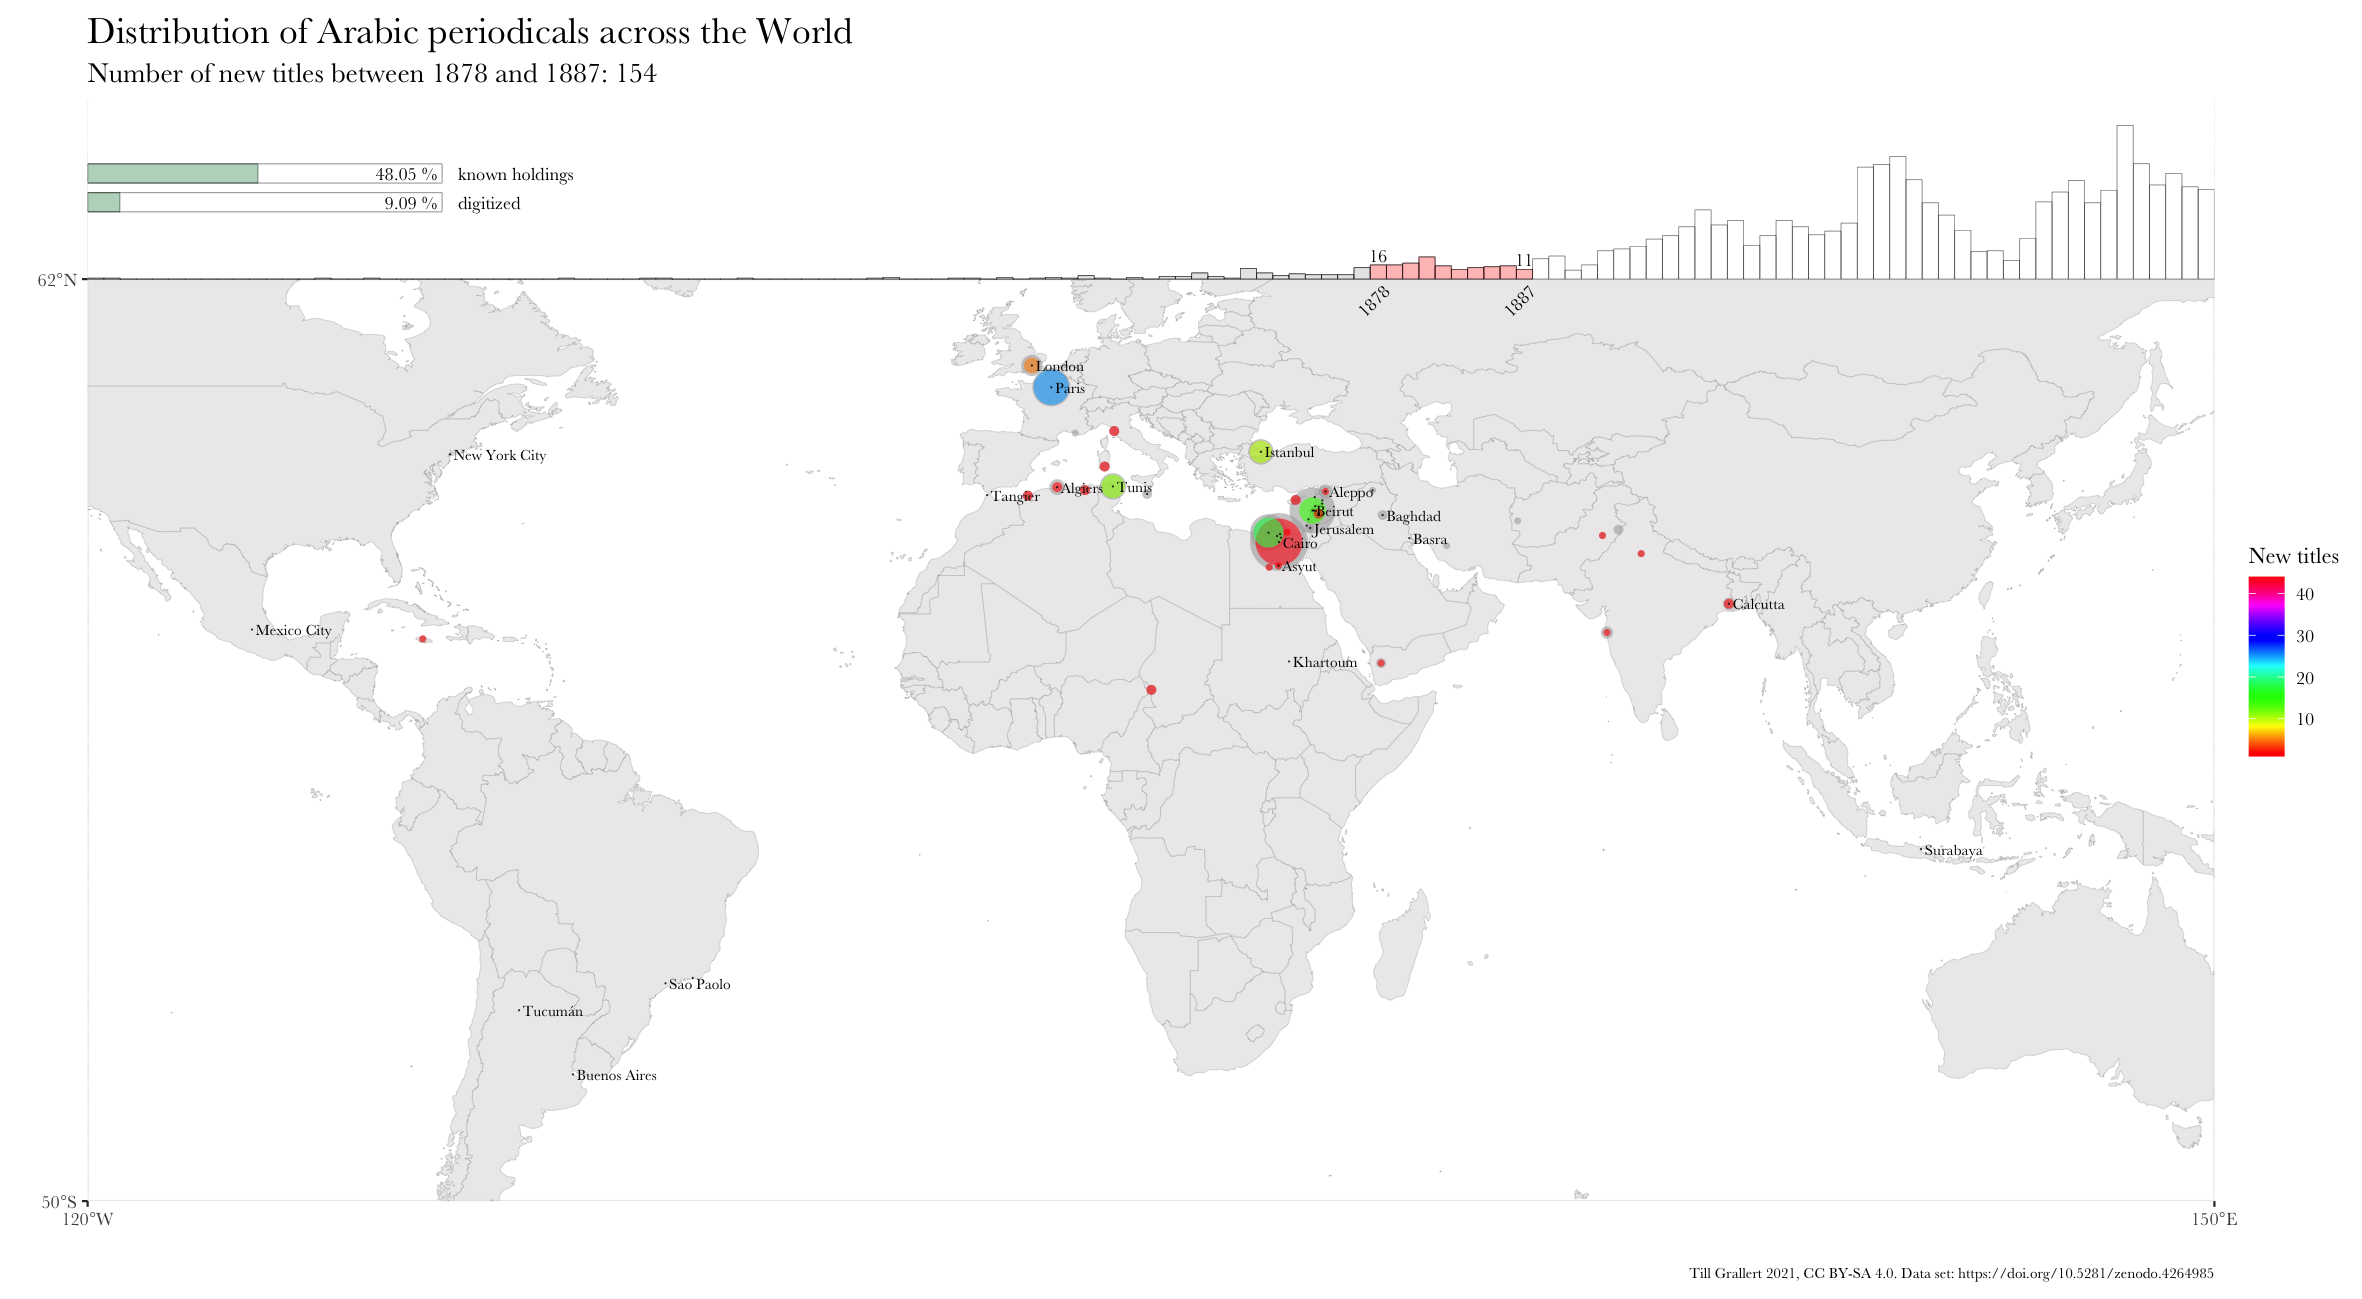 Distribution of Arabic periodicals across the World
Number of new titles between 1878 and 1887: 154
48.05 % known holdings
9.09 % digitized
16
11
62°N
1878
1887
London
Paris
New York City
Istanbul
Tangier
Algiers
Tunis
Aleppo
Beirut
Baghdad
Jerusalem
Cairo
Basra
Asyut
New titles
40
30
20
10
Calcutta
Mexico City
Khartoum
Surabaya
Sao Paolo
Tucumán
Buenos Aires
50°S
120°W
150°E
Till Grallert 2021, CC BY-SA 4.0. Data set: https://doi.org/10.5281/zenodo.4264985